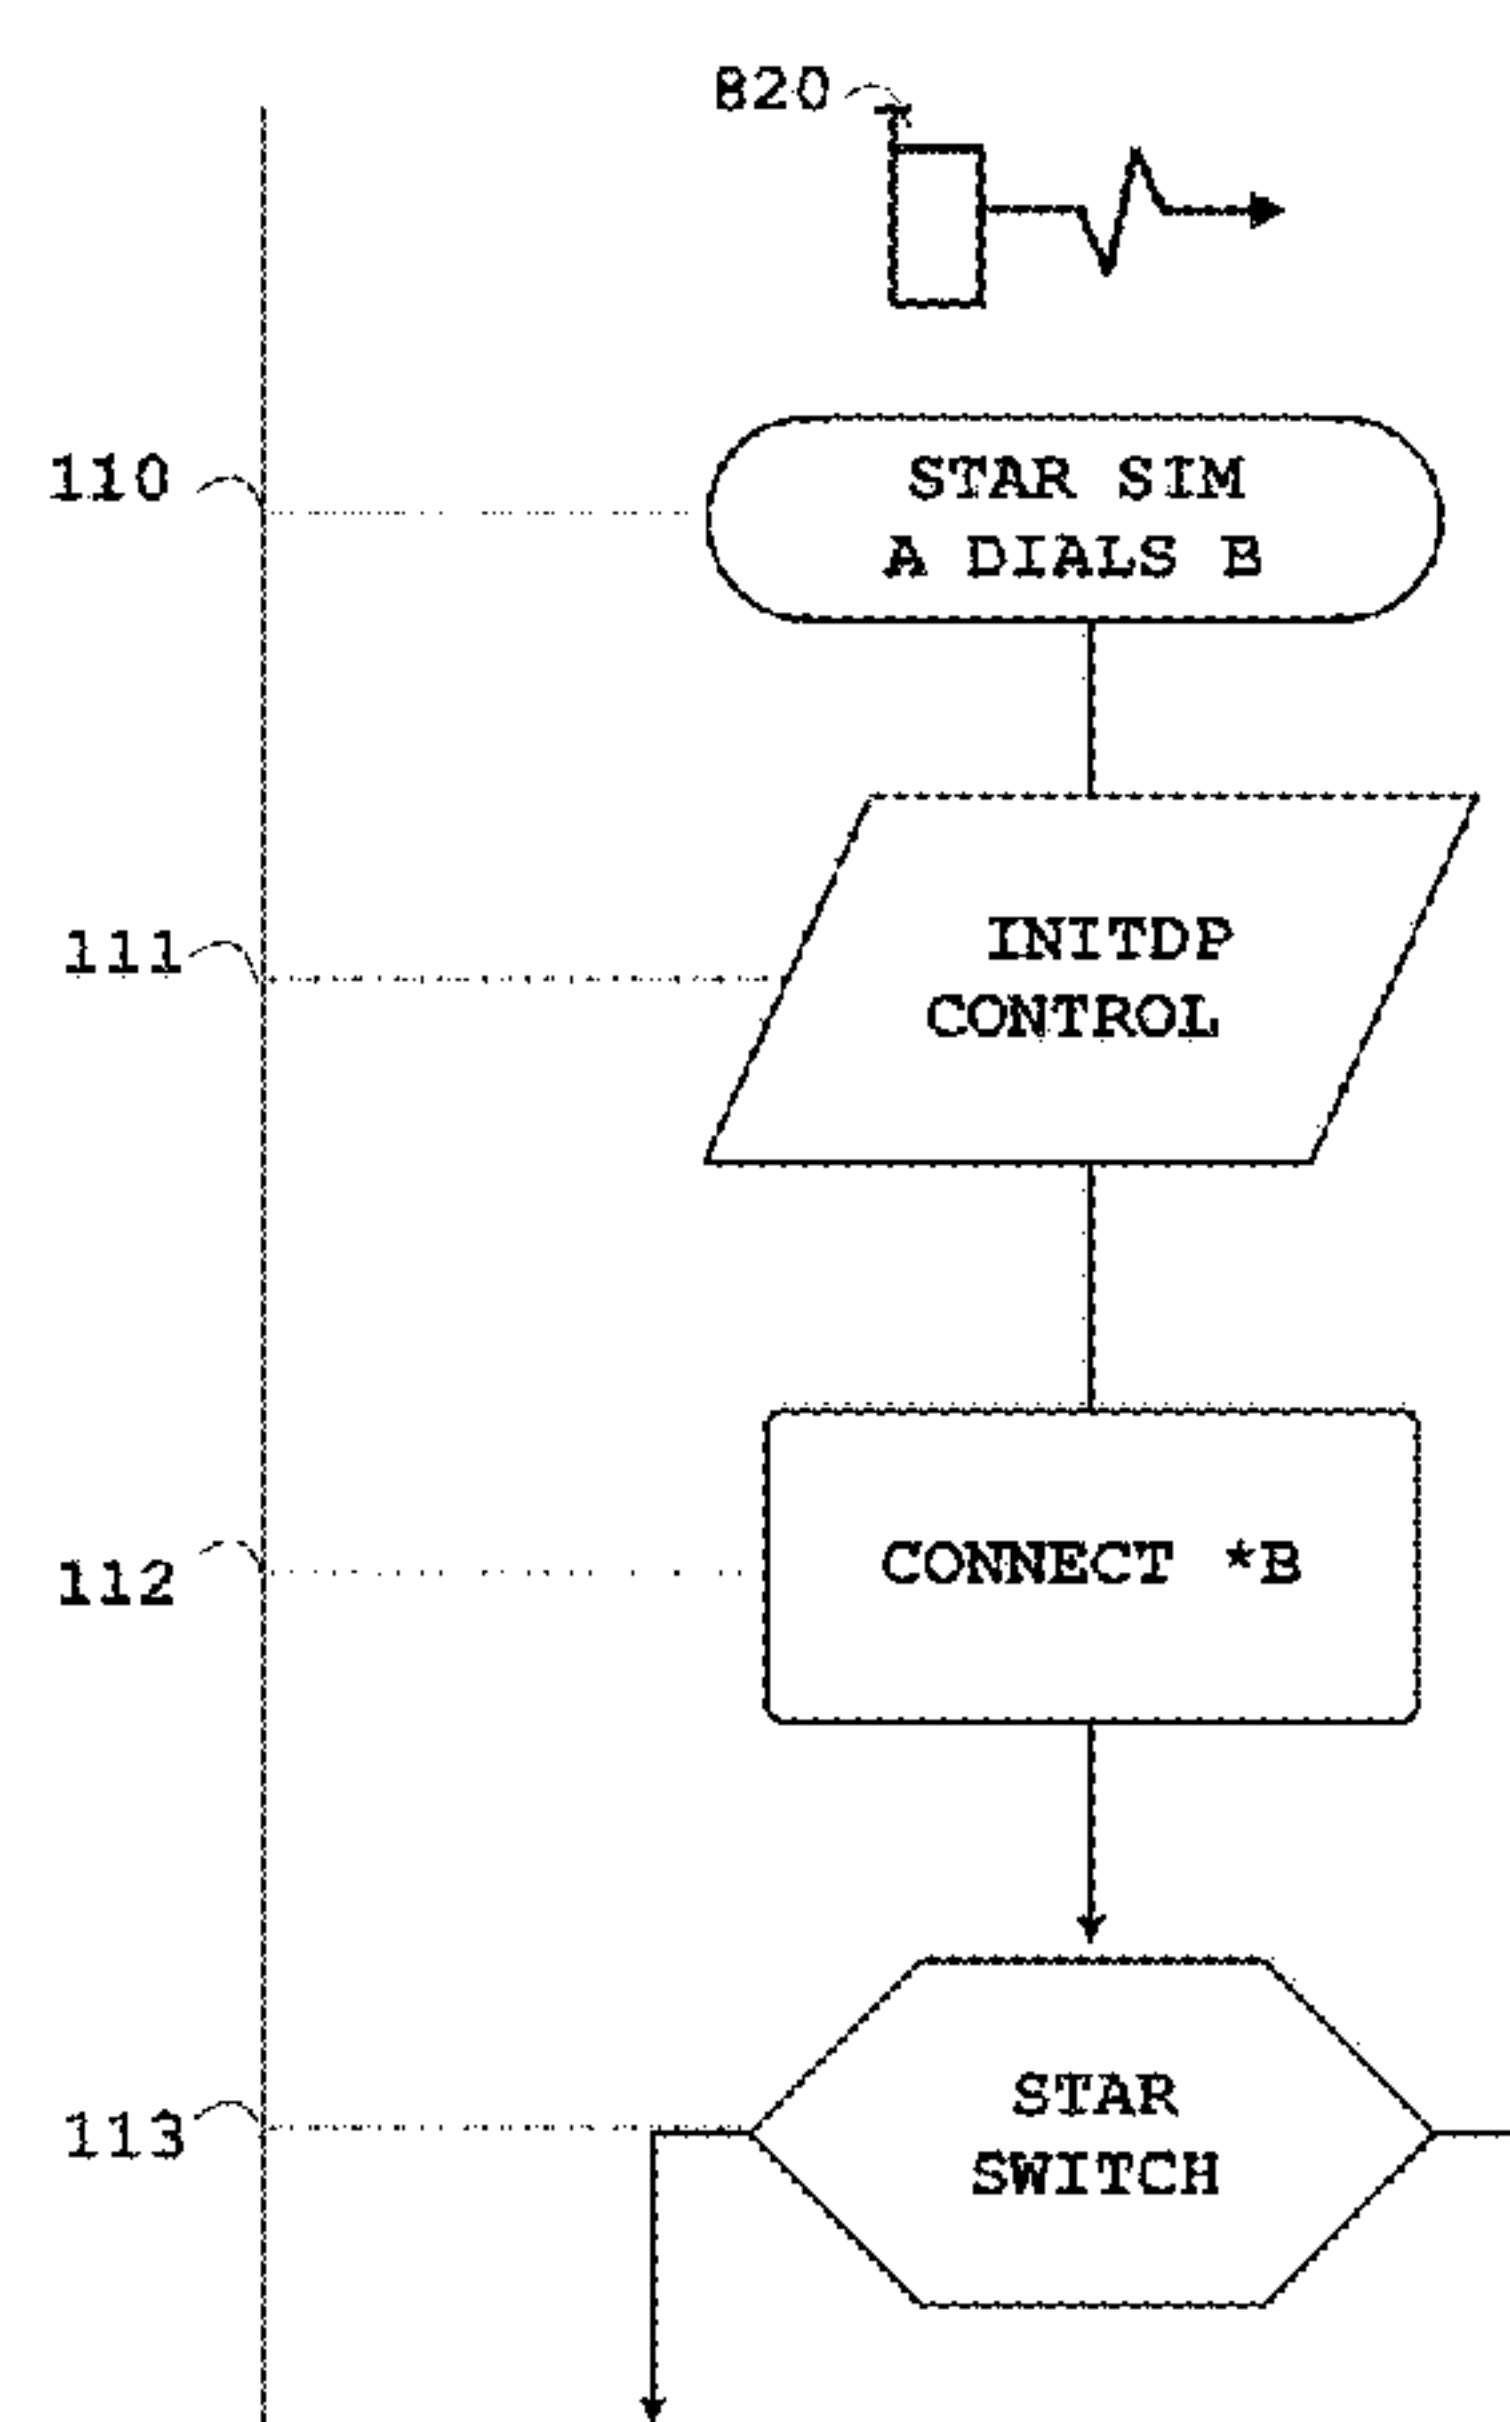 820
110
STAR SIM
A DIALS B
111
INITDP
CONTROL
112
CONNECT *B
113
STAR
SWITCH